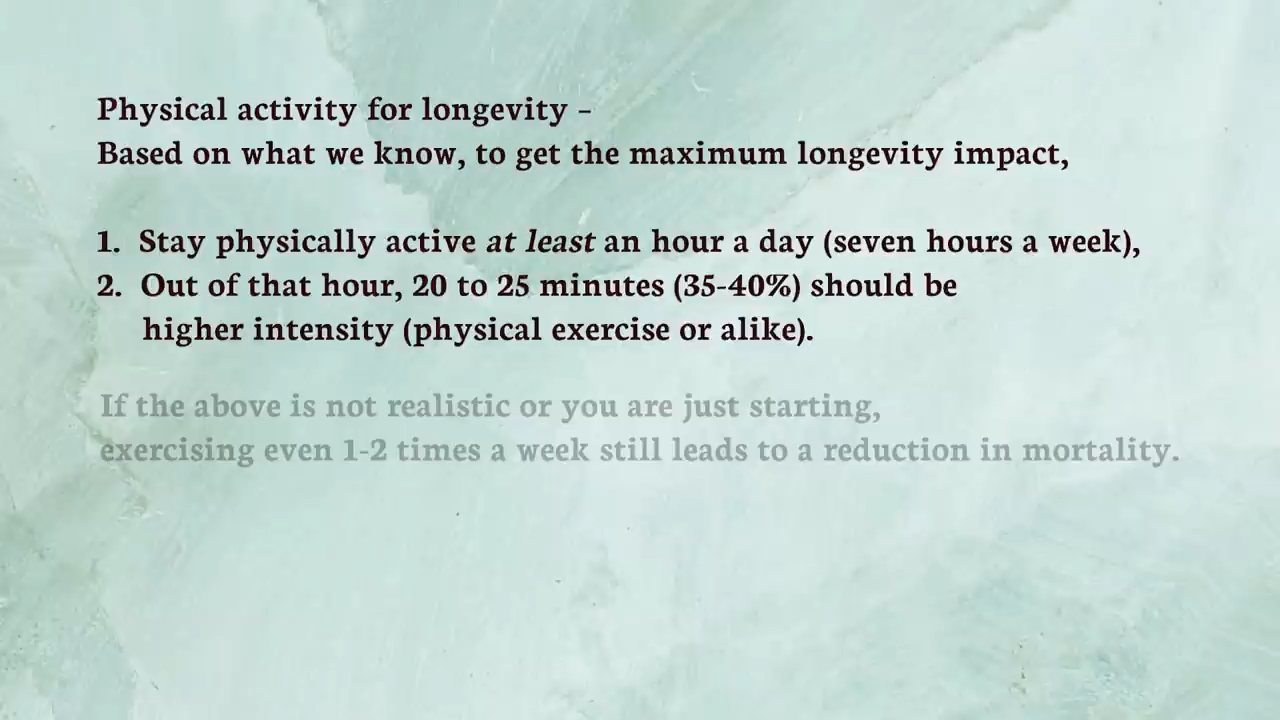 Physical activity for longevity –
Based on what we know, to get the maximum longevity impact,
1. Stay physically active at least an hour a day (seven hours a week),
2. Out of that hour, 20 to 25 minutes (35-40%) should be
higher intensity (physical exercise or alike).
If the above is not realistic or you are just starting,
exercising even 1-2 times a week still leads to a reduction in mortality.